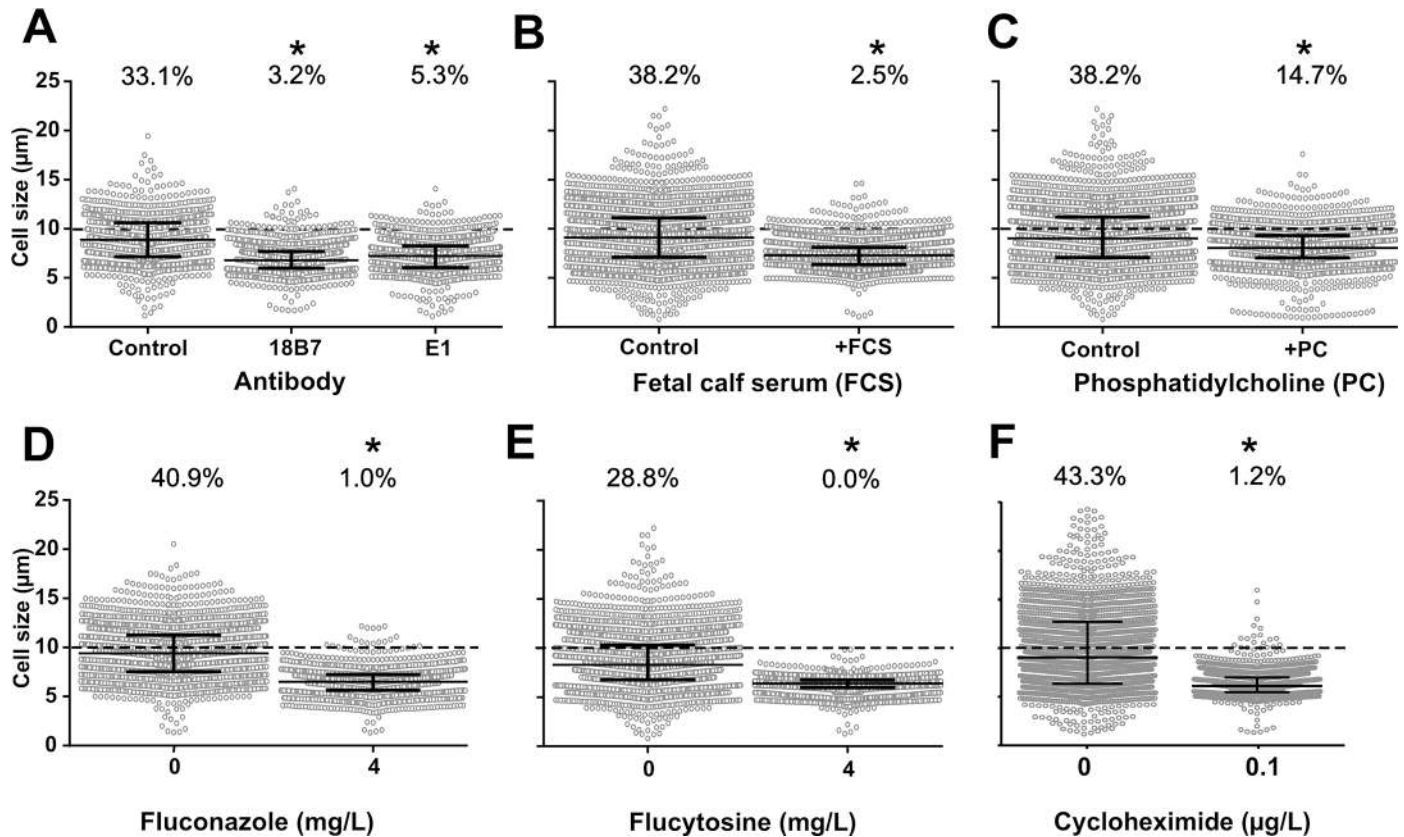 A
B
C
*
*
*
*
33.1%
3.2%
5.3%
38.2%
2.5%
38.2%
14.7%
Cell size (µm)
25
20
15
10
5
0
Control
18B7
E1
Control
+FCS
Control
+PC
Antibody
Fetal calf serum (FCS)
Phosphatidylcholine (PC)
D
E
F
*
*
*
40.9%
1.0%
28.8%
0.0%
43.3%
1.2%
Cell size (µm)
25
20
15
10
5
0
0
4
0
4
0
0.1
Fluconazole (mg/L)
Flucytosine (mg/L)
Cycloheximide (µg/L)